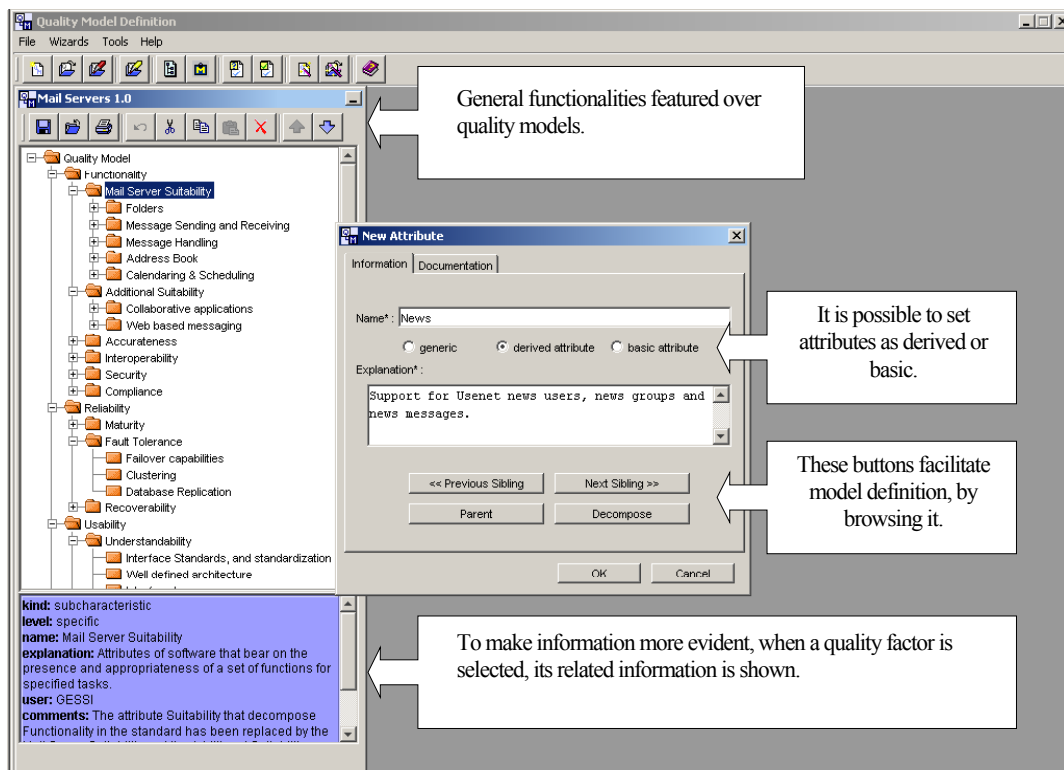 Quality Model Definition
File Wizards Tools Help
Mail Servers 1.0
General functionalities featured over
quality models.
Quality Model
Functionality
Mail Server Suitability
Folders
Message Sending and Receiving
Message Handling
Address Book
Calendaring & Scheduling
Additional Suitability
Collaborative applications
Web based messaging
Accurateness
Interoperability
Security
Compliance
Reliability
Maturity
Fault Tolerance
Failover capabilities
Clustering
Database Replication
Recoverability
Usability
Understandability
Interface Standards, and standardization
Well defined architecture
New Attribute
Information Documentation
Name* : News
generic derived attribute basic attribute
Explanation* :
Support for Usenet news users, news groups and
news messages.
<< Previous Sibling Next Sibling >>
Parent Decompose
OK Cancel
It is possible to set
attributes as derived or
basic.
These buttons facilitate
model definition, by
browsing it.
kind: subcharacteristic
level: specific
name: Mail Server Suitability
explanation: Attributes of software that bear on the
presence and appropriateness of a set of functions for
specified tasks.
user: GESSI
comments: The attribute Suitability that decompose
Functionality in the standard has been replaced by the
To make information more evident, when a quality factor is
selected, its related information is shown.